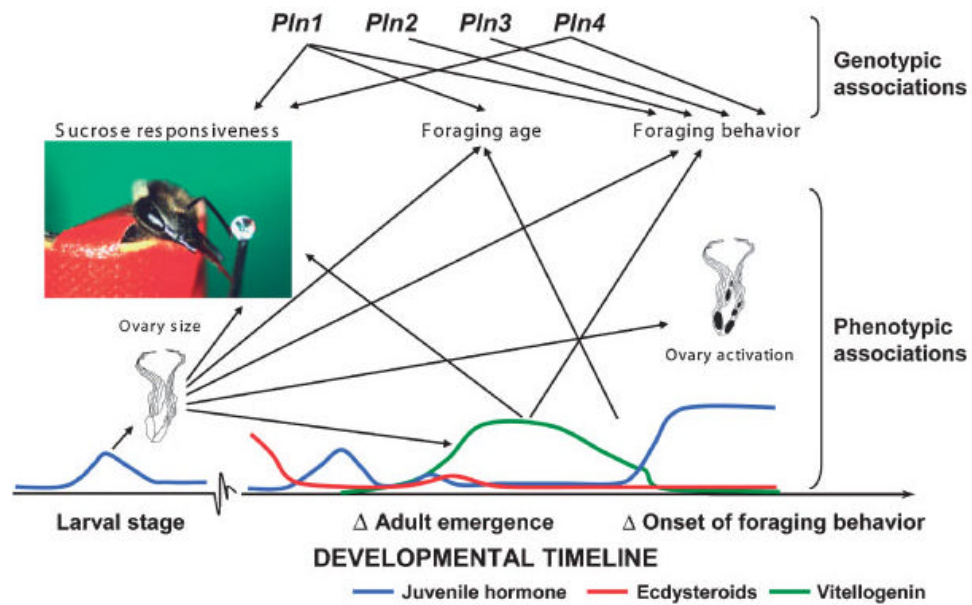 Pln1 Pln2 Pln3 Pln4
Genotypic
associations
Sucrose responsiveness Foraging age Foraging behavior
Ovary size
Ovary activation
Phenotypic
associations
Larval stage Δ Adult emergence Δ Onset of foraging behavior
DEVELOPMENTAL TIMELINE
Juvenile hormone Ecdysteroids Vitellogenin